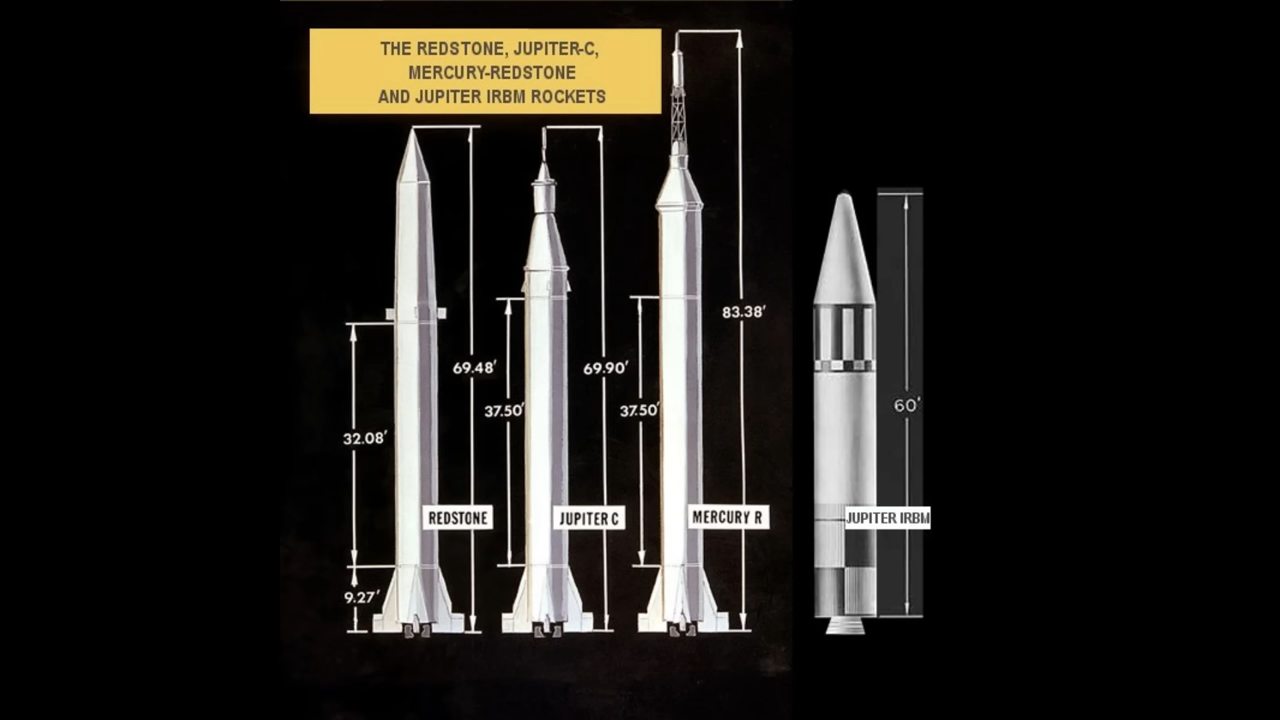 THE REDSTONE, JUPITER-C,
MERCURY-REDSTONE
AND JUPITER IRBM ROCKETS
83.38′
69.48′
69.90′
60′
37.50′
37.50′
32.08′
REDSTONE
JUPITER C
MERCURY R
JUPITER IRBM
9.27′